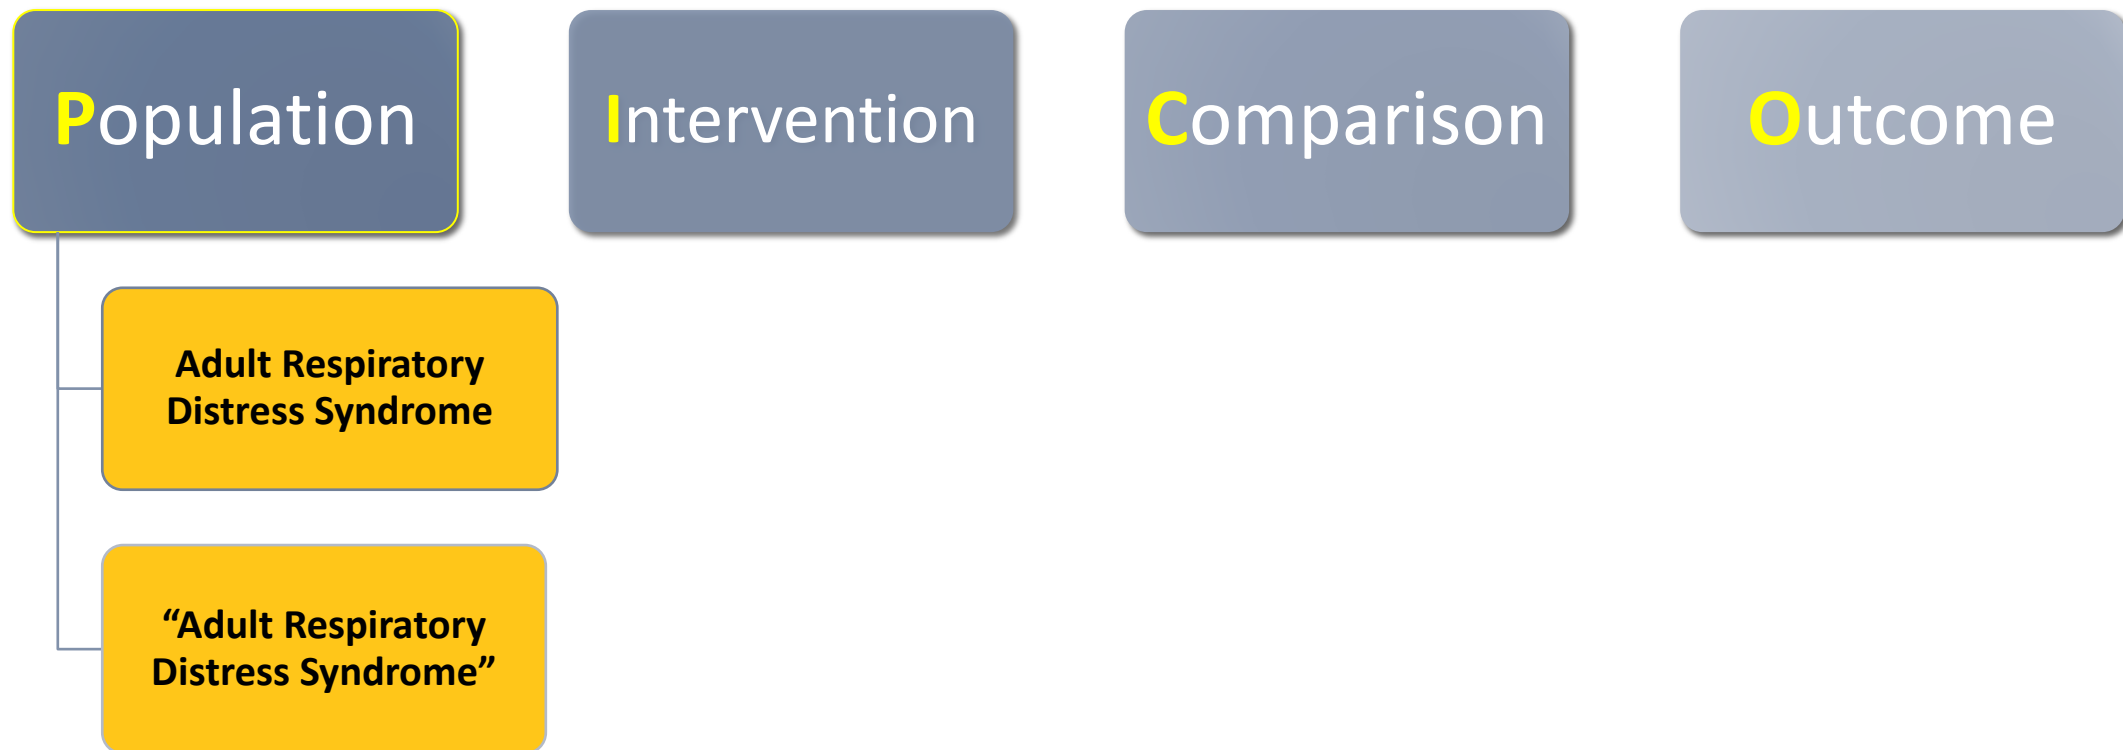 Population
Intervention
Comparison
Outcome
Adult Respiratory
Distress Syndrome
“Adult Respiratory
Distress Syndrome”